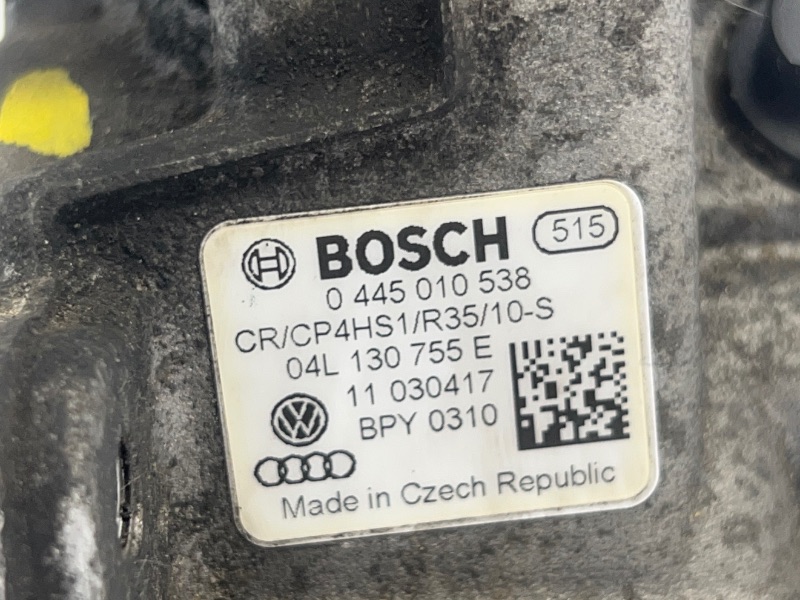 BOSCH 515
0 445 010 538
CR/CP4HS1/R35/10-S
04L 130 755 E
11 030417
BPY 0310
Made in Czech Republic